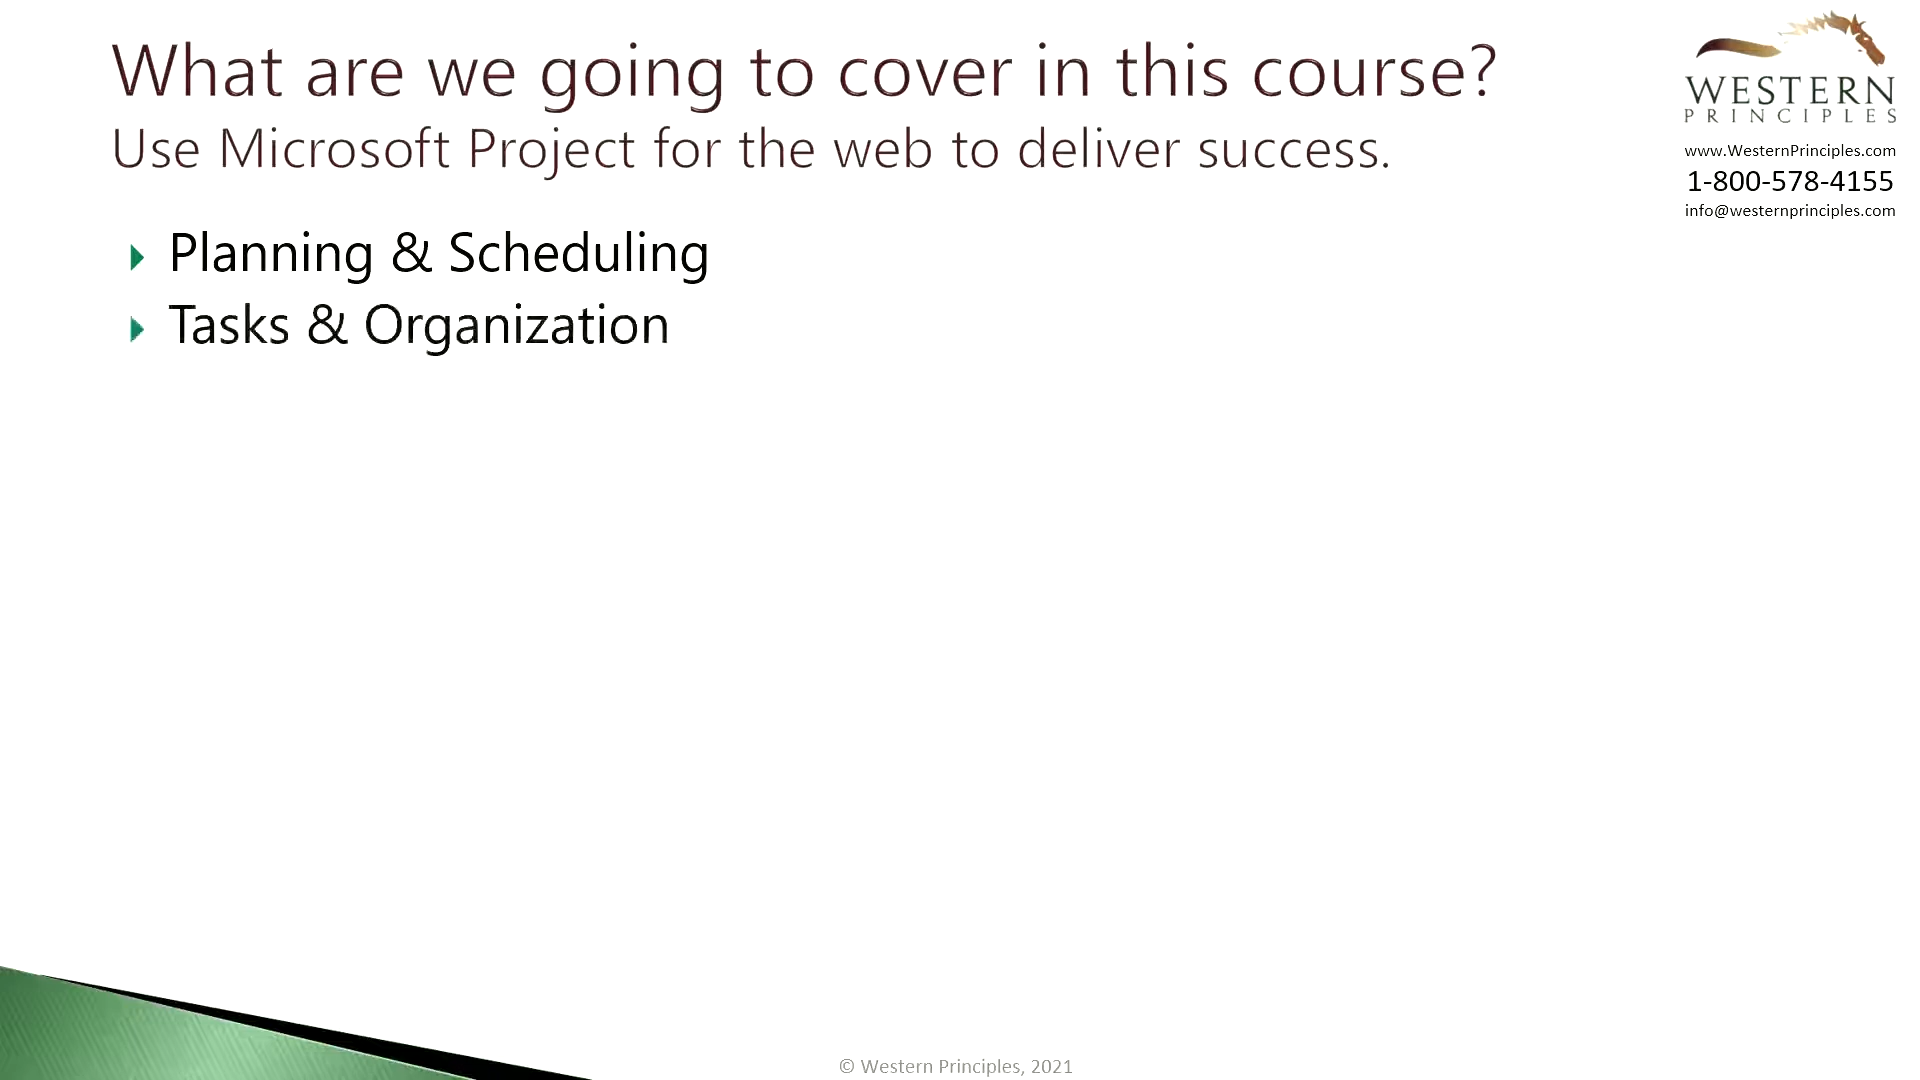 What are we going to cover in this course?
Use Microsoft Project for the web to deliver success.
WESTERN
PRINCIPLES
www.WesternPrinciples.com
1-800-578-4155
info@westernprinciples.com
Planning & Scheduling
Tasks & Organization
© Western Principles, 2021